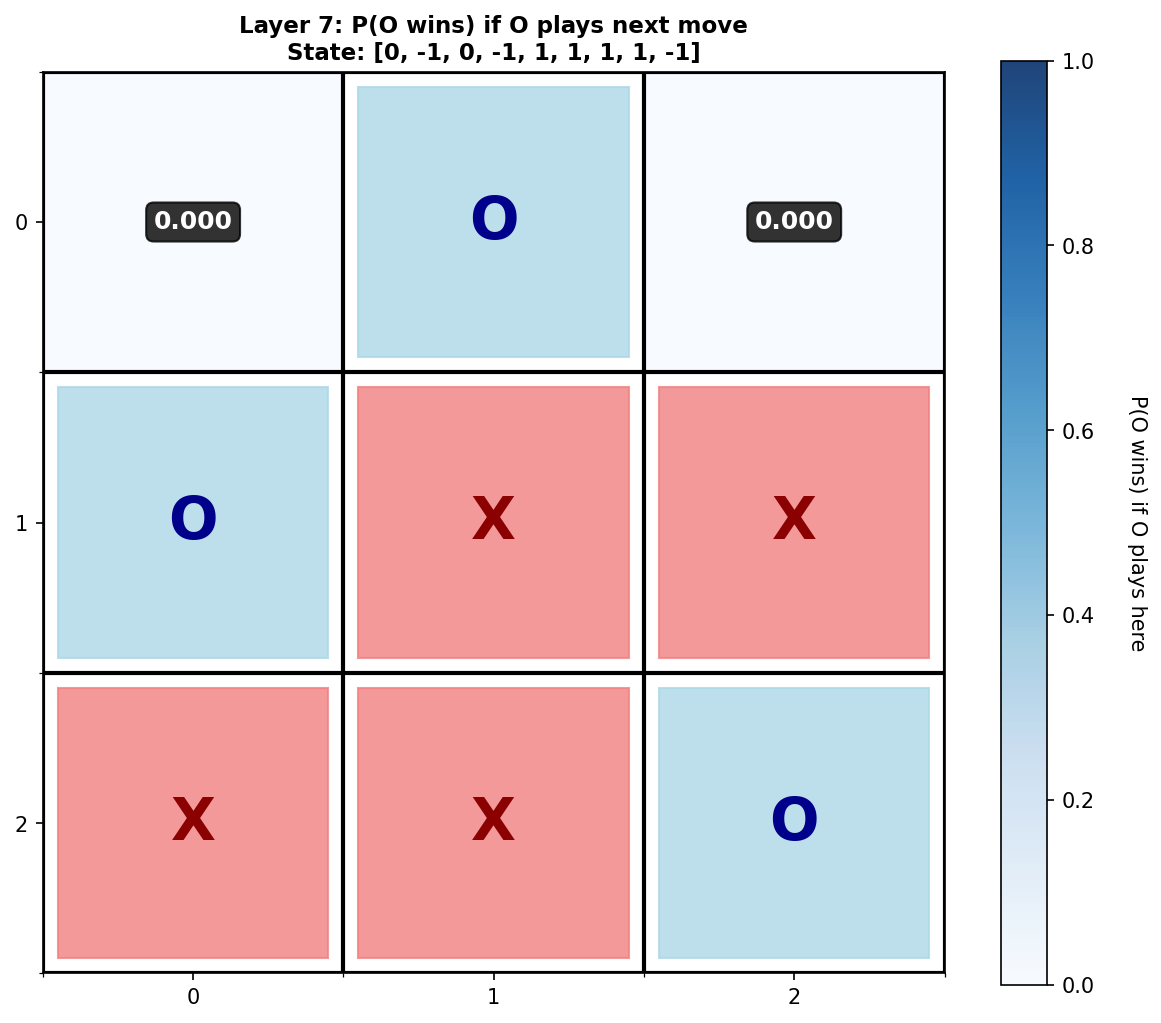 Layer 7: P(O wins) if O plays next move
State: [0, -1, 0, -1, 1, 1, 1, 1, -1]
0.000
O
0.000
O
X
X
X
X
O
0
1
2
0
1
2
1.0
0.8
0.6
0.4
0.2
0.0
P(O wins) if O plays here